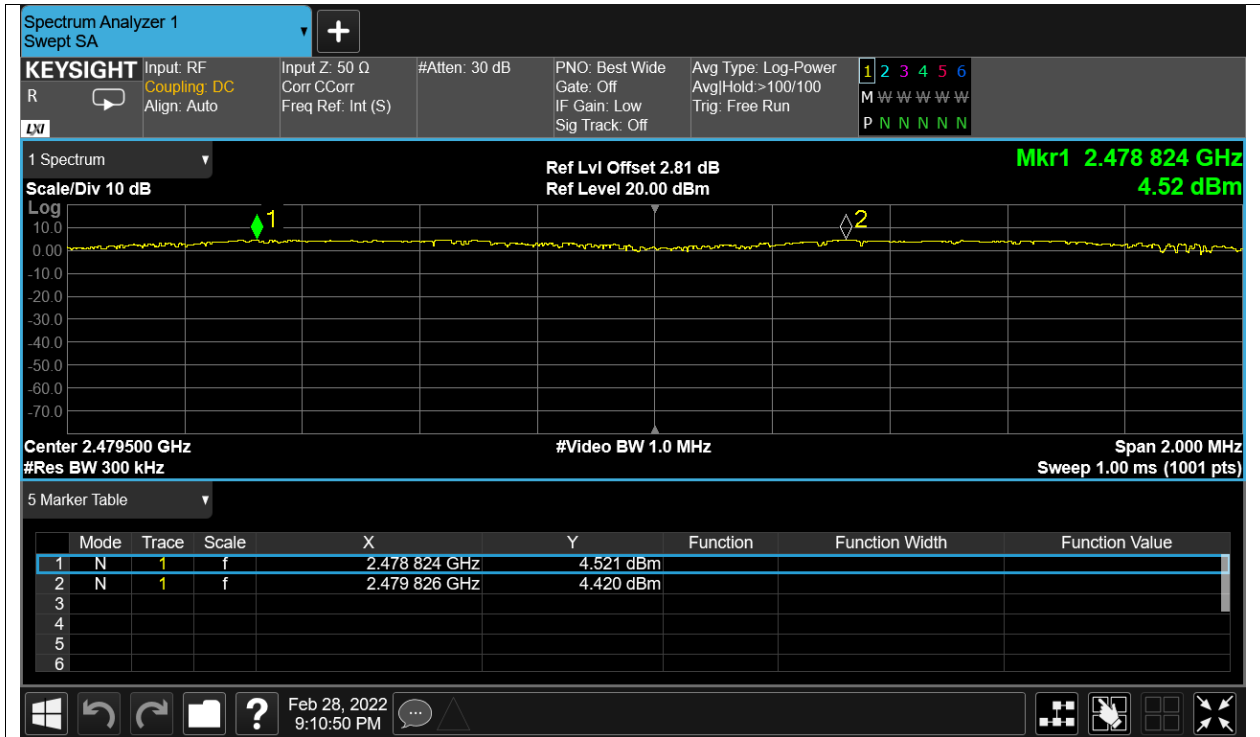 Spectrum Analyzer 1
Swept SA
+
KEYSIGHT Input: RF Input Z: 50 Ω #Atten: 30 dB PNO: Best Wide Avg Type: Log-Power 1 2 3 4 5 6
R Coupling: DC Corr CCorr Gate: Off Avg|Hold:>100/100 M W W W W W
Align: Auto Freq Ref: Int (S) IF Gain: Low Trig: Free Run
LXI Sig Track: Off P N N N N N
1 Spectrum Ref Lvl Offset 2.81 dB Mkr1 2.478 824 GHz
Scale/Div 10 dB Ref Level 20.00 dBm 4.52 dBm
Log
1 2
10.0
0.00
-10.0
-20.0
-30.0
-40.0
-50.0
-60.0
-70.0
Center 2.479500 GHz #Video BW 1.0 MHz Span 2.000 MHz
#Res BW 300 kHz Sweep 1.00 ms (1001 pts)
5 Marker Table
Mode Trace Scale X Y Function Function Width Function Value
1 N 1 f 2.478 824 GHz 4.521 dBm
2 N 1 f 2.479 826 GHz 4.420 dBm
3
4
5
6
? Feb 28, 2022
9:10:50 PM